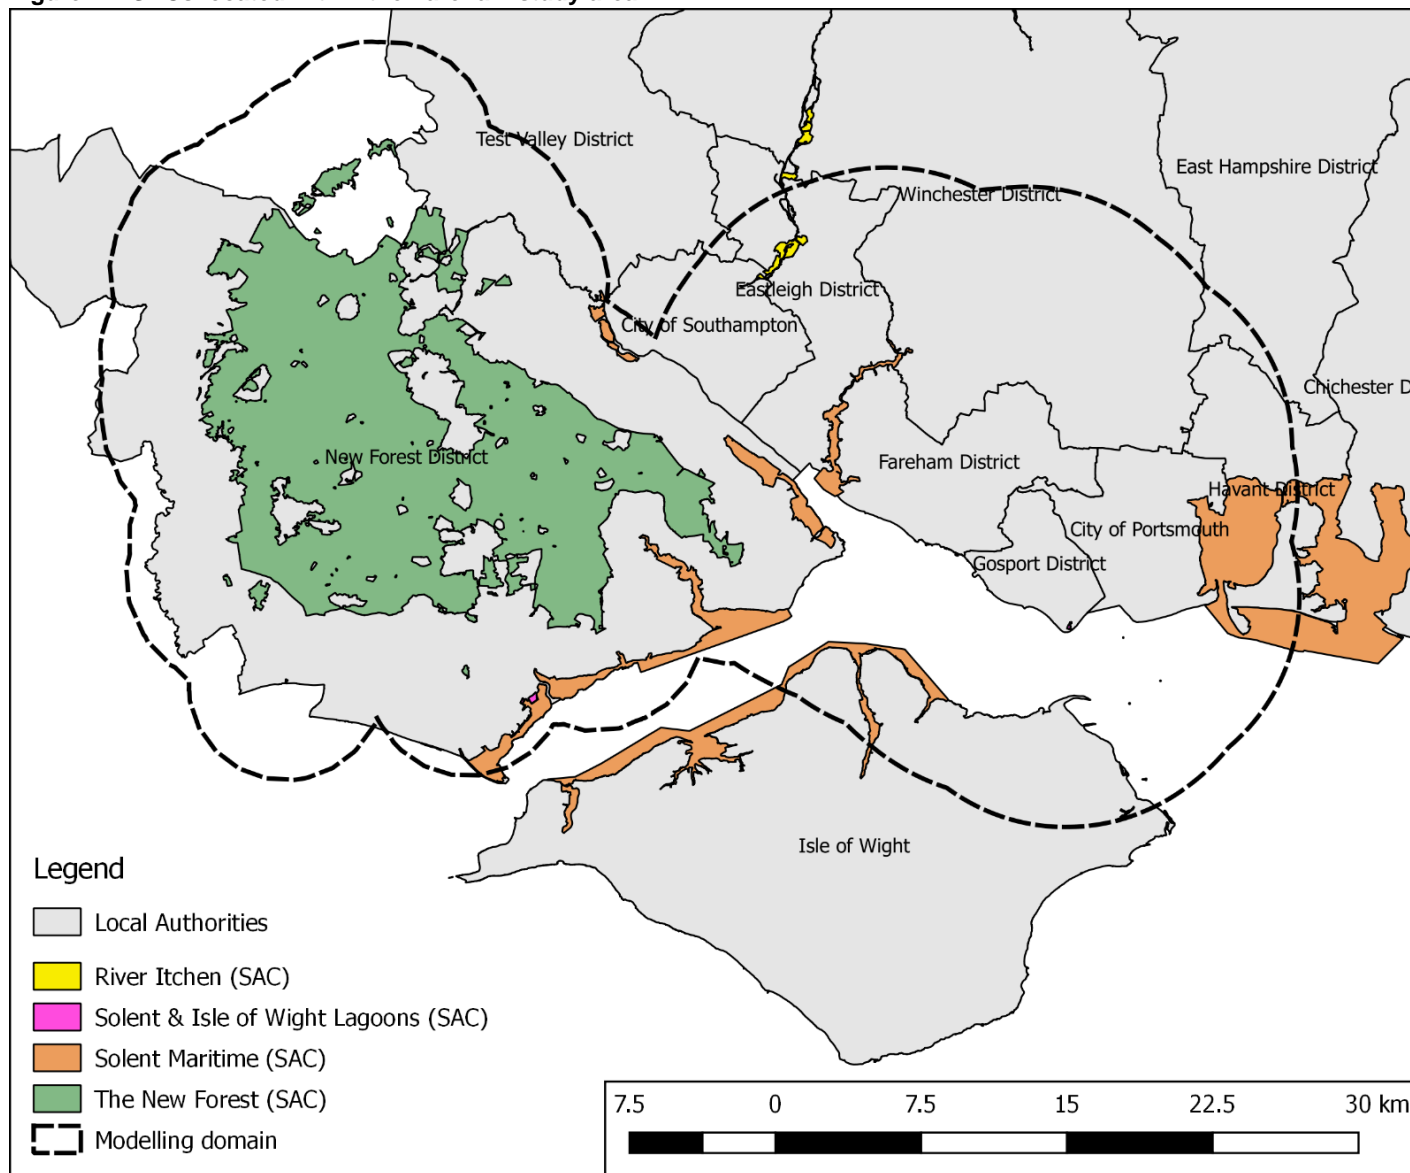 Test Valley District
East Hampshire District
Winchester District
Eastleigh District
City of Southampton
Chichester D
New Forest District
Fareham District
Havant District
City of Portsmouth
Gosport District
Isle of Wight
Legend
Local Authorities
River Itchen (SAC)
Solent & Isle of Wight Lagoons (SAC)
Solent Maritime (SAC)
The New Forest (SAC)
Modelling domain
7.5 0 7.5 15 22.5 30 km